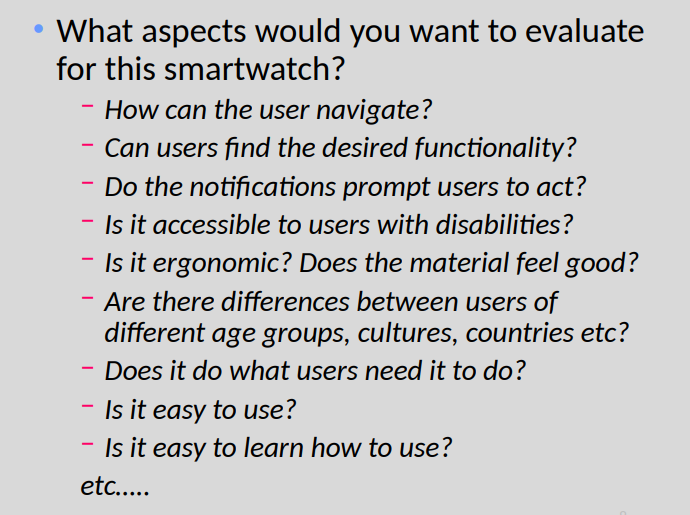 • What aspects would you want to evaluate
for this smartwatch?
– How can the user navigate?
– Can users find the desired functionality?
– Do the notifications prompt users to act?
– Is it accessible to users with disabilities?
– Is it ergonomic? Does the material feel good?
– Are there differences between users of
different age groups, cultures, countries etc?
– Does it do what users need it to do?
– Is it easy to use?
– Is it easy to learn how to use?
etc.....